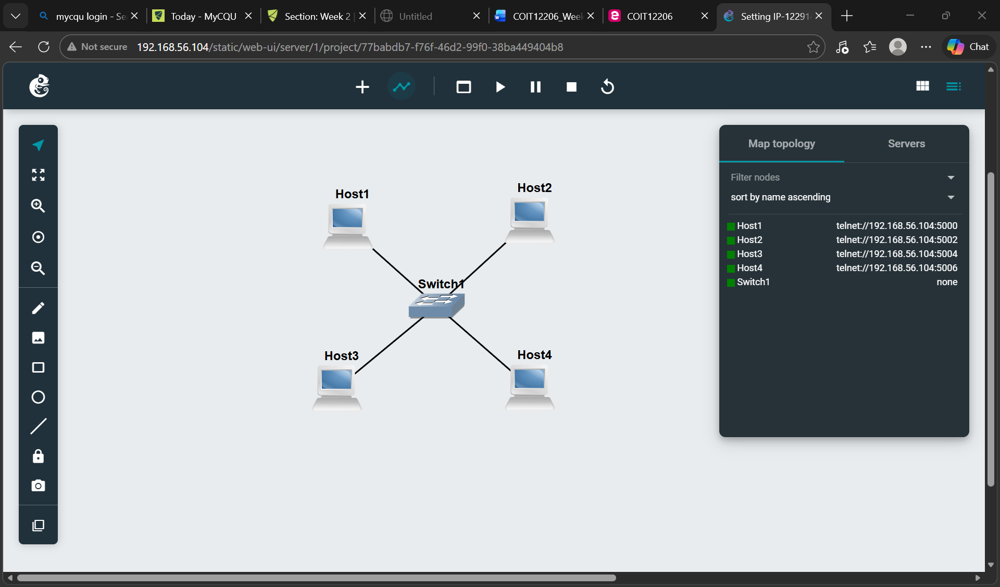 mycqu login - Se
Today - MyCQU
Section: Week 2
Untitled
COIT12206_Week
COIT12206
Setting IP-12291
Not secure
192.168.56.104/static/web-ui/server/1/project/77babdb7-f76f-46d2-99f0-38ba449404b8
Chat
Map topology
Servers
Filter nodes
sort by name ascending
Host1 telnet://192.168.56.104:5000
Host2 telnet://192.168.56.104:5002
Host3 telnet://192.168.56.104:5004
Host4 telnet://192.168.56.104:5006
Switch1 none
Host1
Host2
Switch1
Host3
Host4